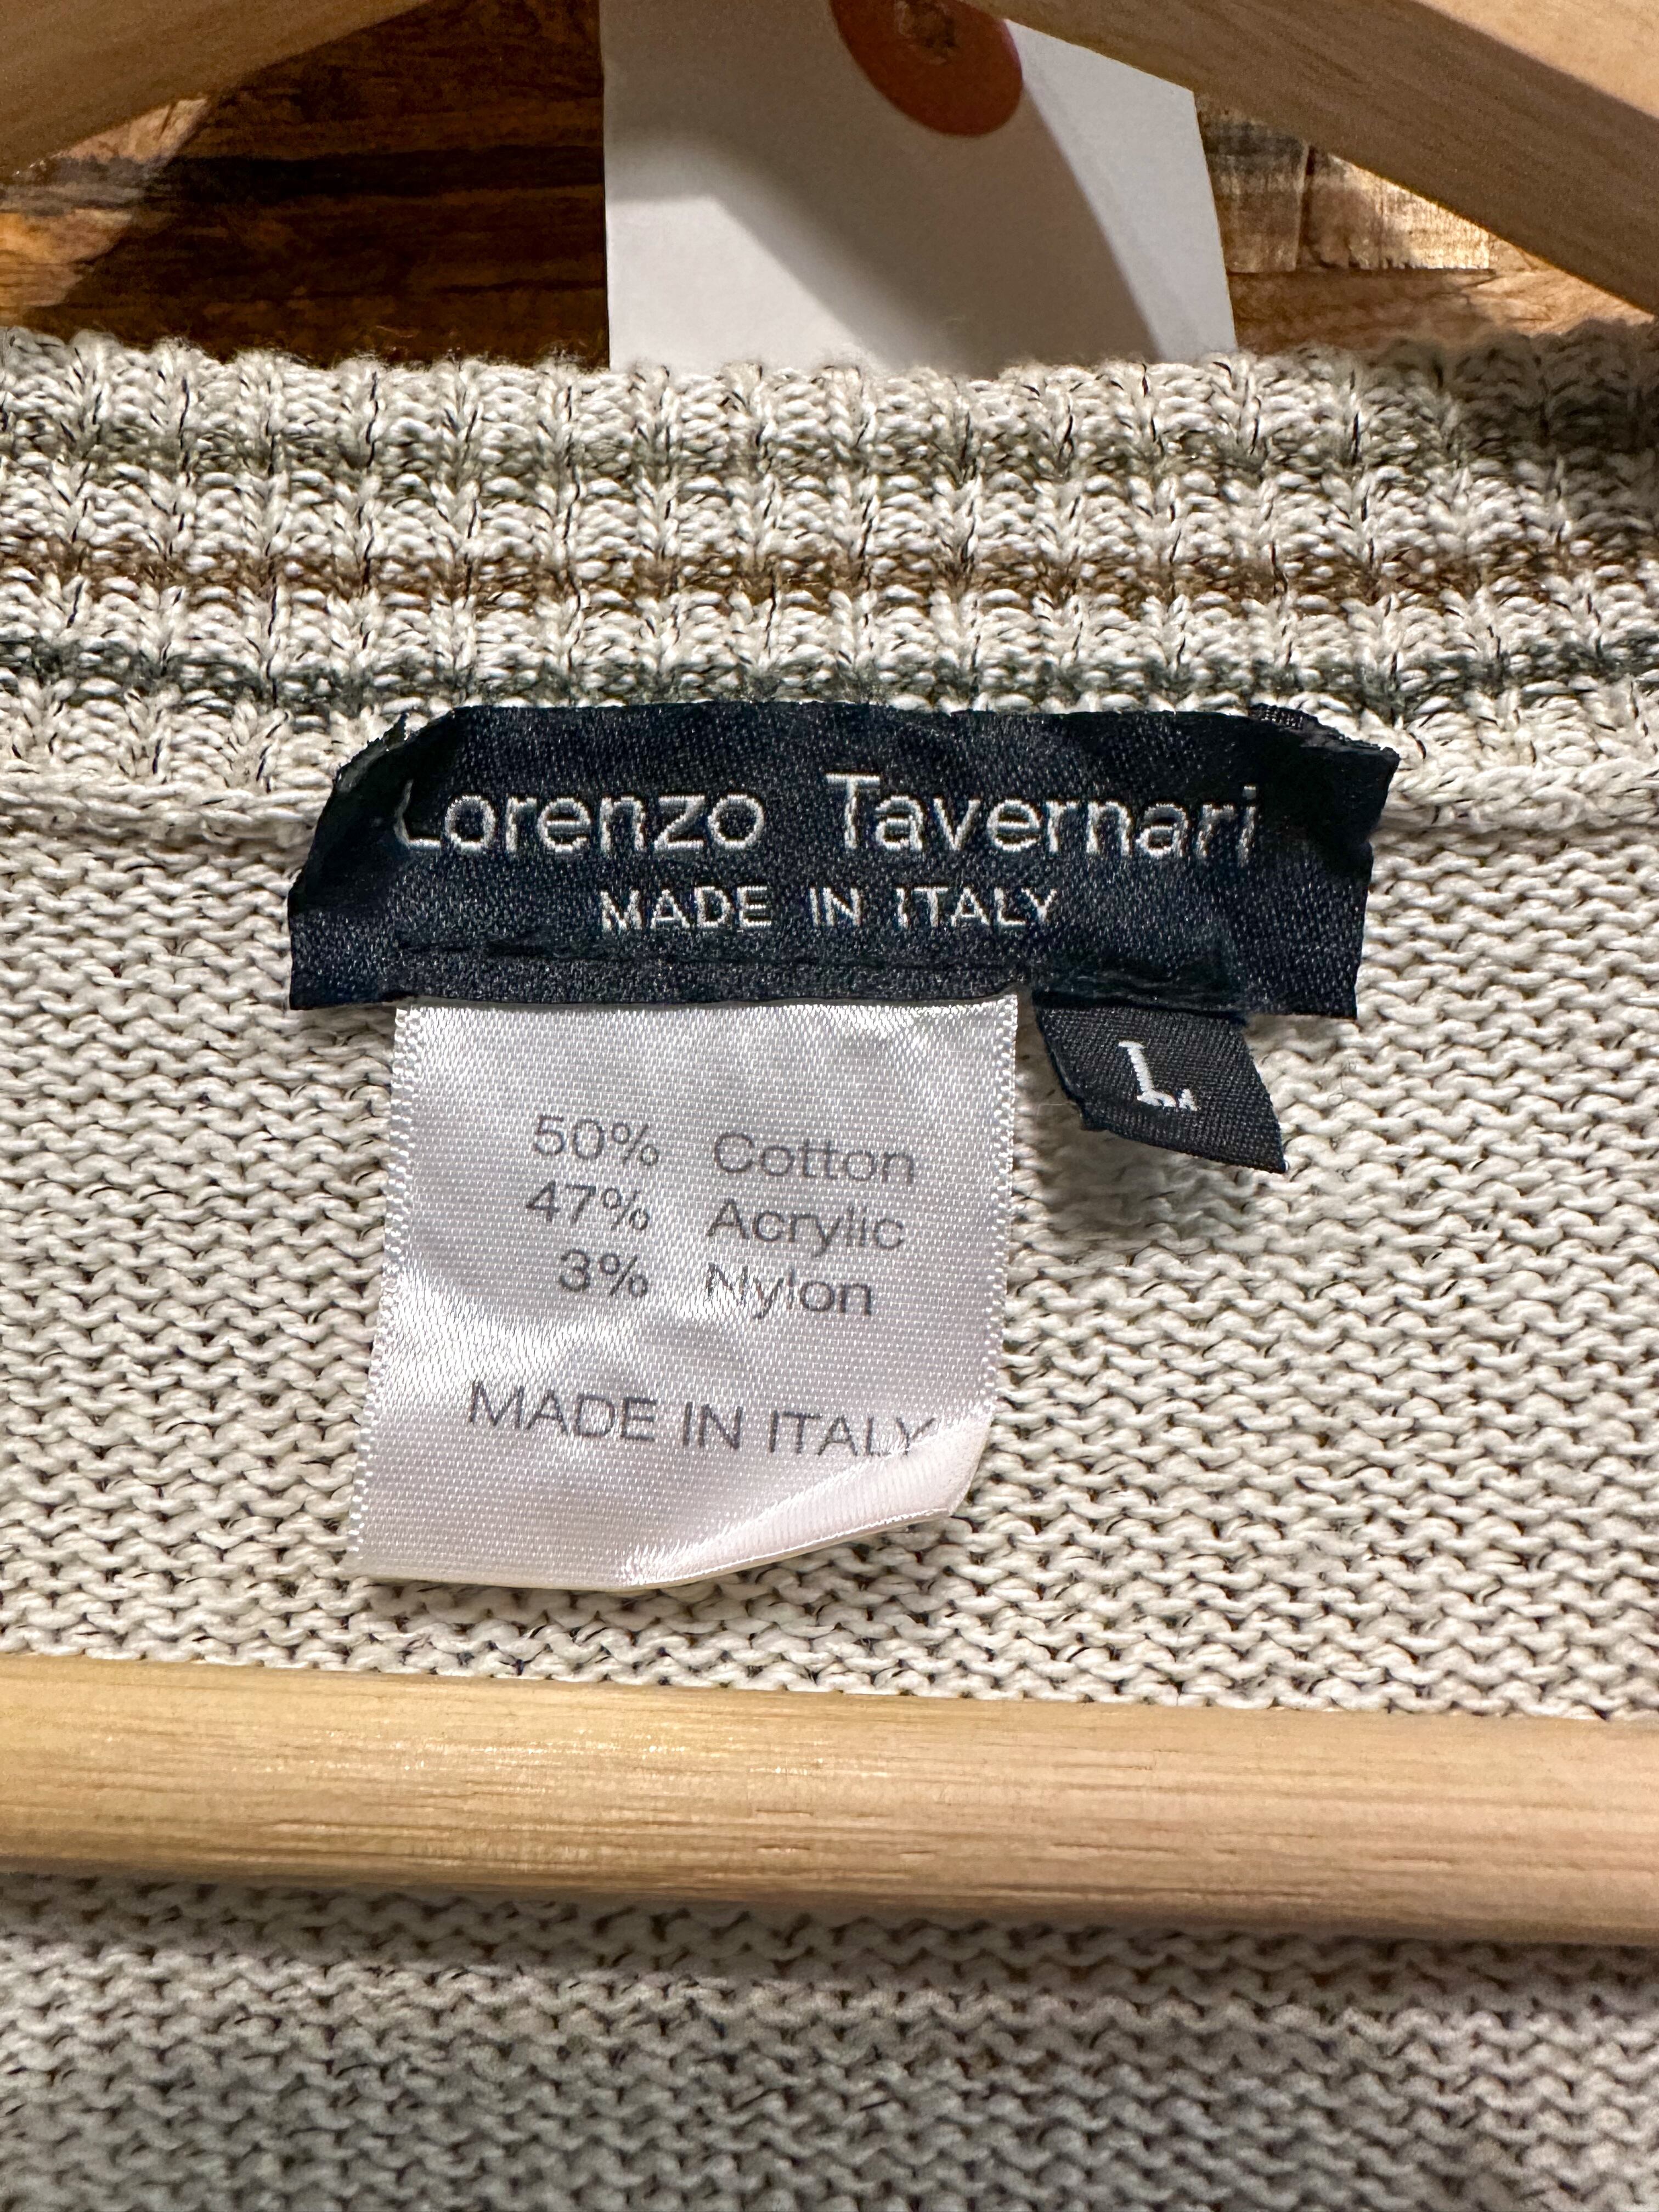 Lorenzo Tavernari
MADE IN ITALY
L
50% Cotton
47% Acrylic
3% Nylon
MADE IN ITALY